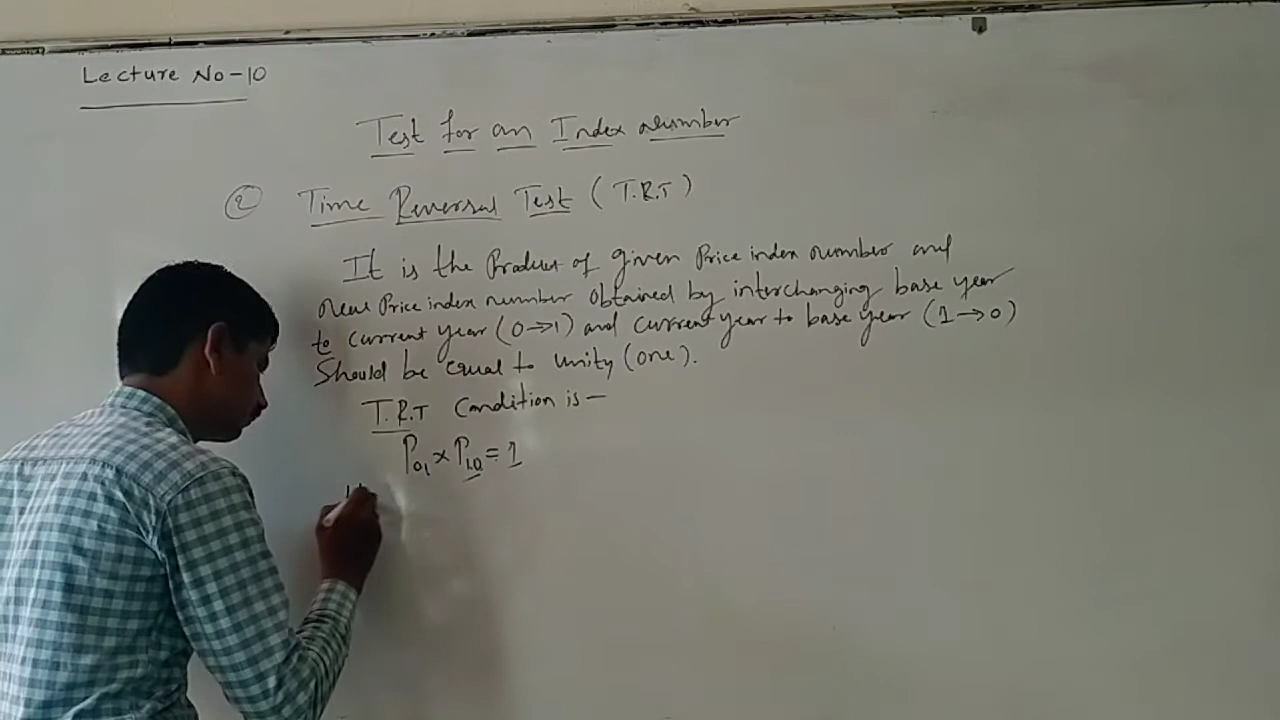 Lecture No-10
Test for an Index Number
② Time Reversal Test (T.R.T)
It is the Product of given Price index number and
new Price index number obtained by interchanging base year
to current year (0→1) and current year to base year (1→0)
Should be equal to unity (one).
T.R.T Condition is —
P₀₁ × P₁₀ = 1